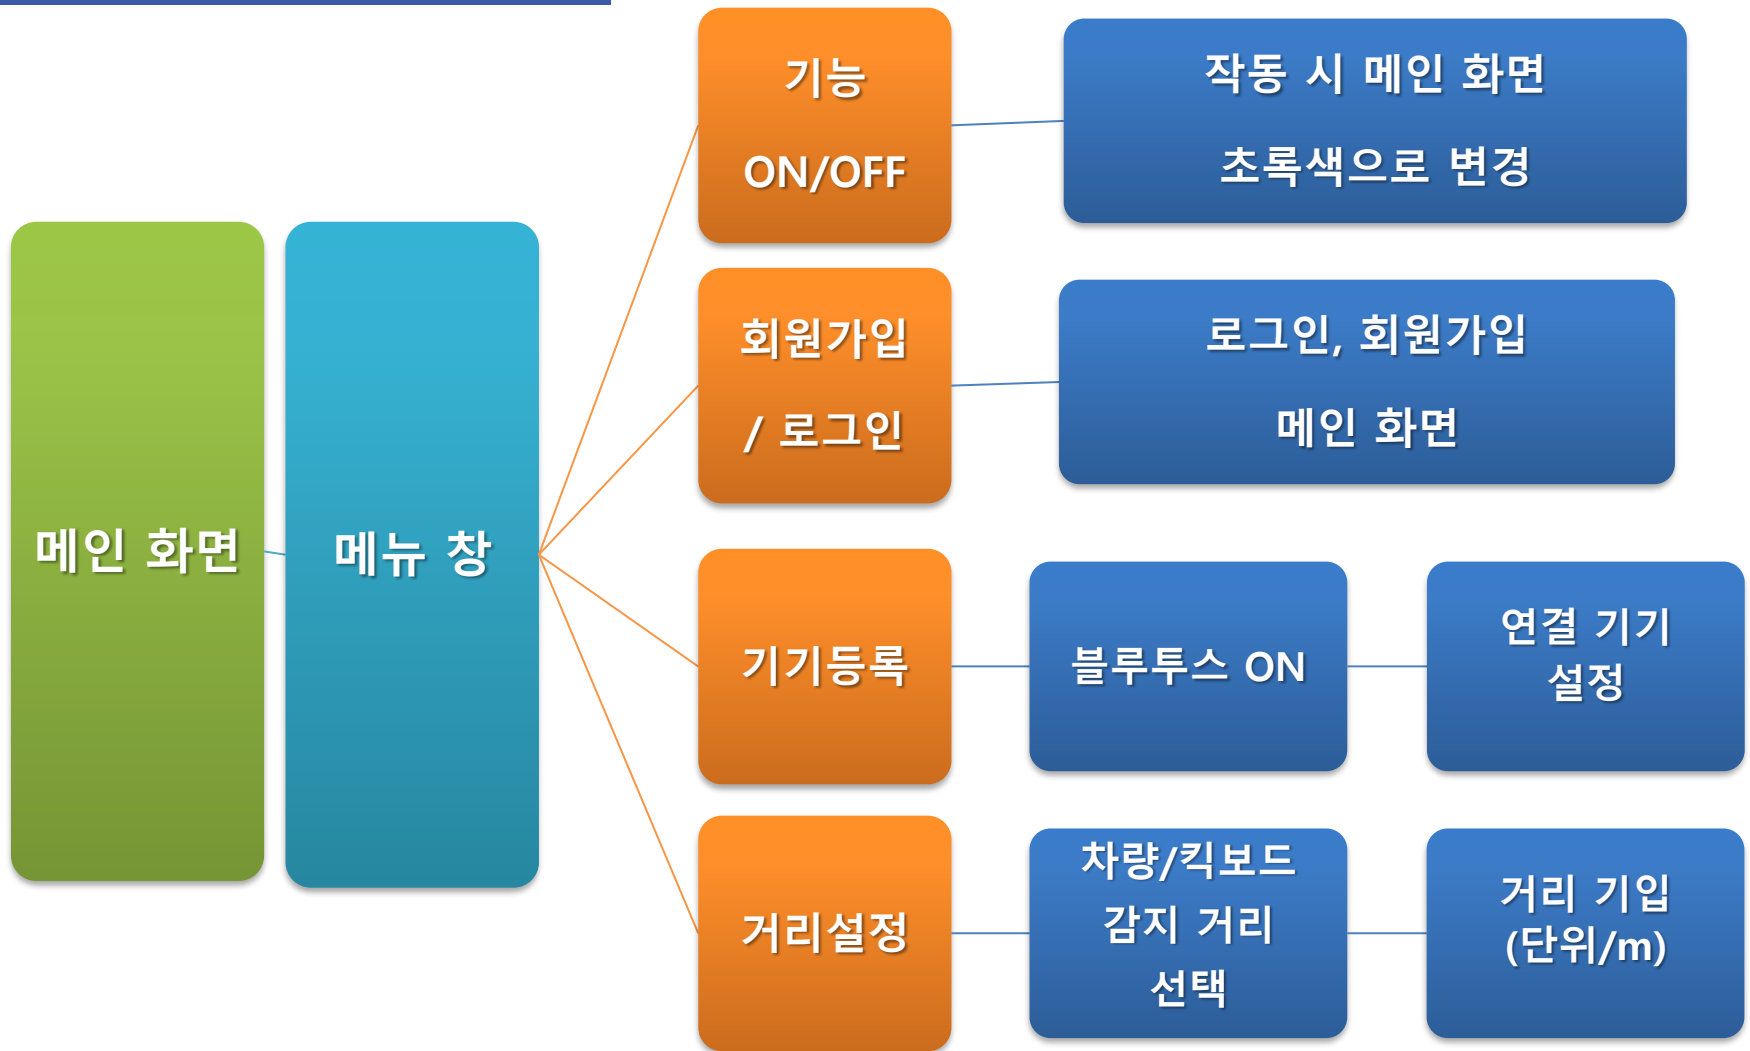 메인 화면
메뉴 창
기능
ON/OFF
작동 시 메인 화면
초록색으로 변경
회원가입
/ 로그인
로그인, 회원가입
메인 화면
기기등록
블루투스 ON
연결 기기
설정
거리설정
차량/킥보드
감지 거리
선택
거리 기입
(단위/m)